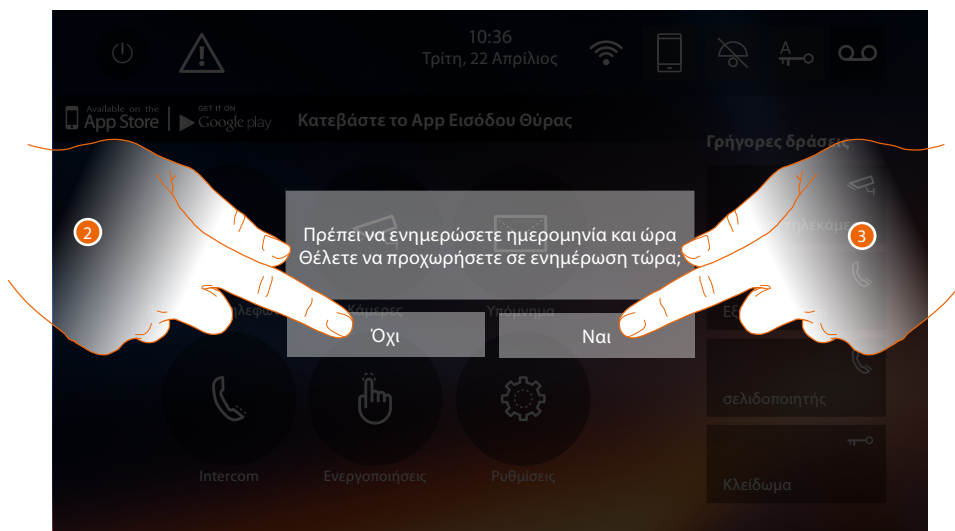 10:36
Τρίτη, 22 Απρίλιος
A
Available on the
App Store
GET IT ON
Google play
Κατεβάστε το App Εισόδου Θύρας
Γρήγορες δράσεις
Πρέπει να ενημερώσετε ημερομηνία και ώρα
Θέλετε να προχωρήσετε σε ενημέρωση τώρα;
2
3
Κάμερες
Υπόμνημα
Όχι
Ναι
σελιδοποιητής
Intercom
Ενεργοποιήσεις
Ρυθμίσεις
Κλείδωμα